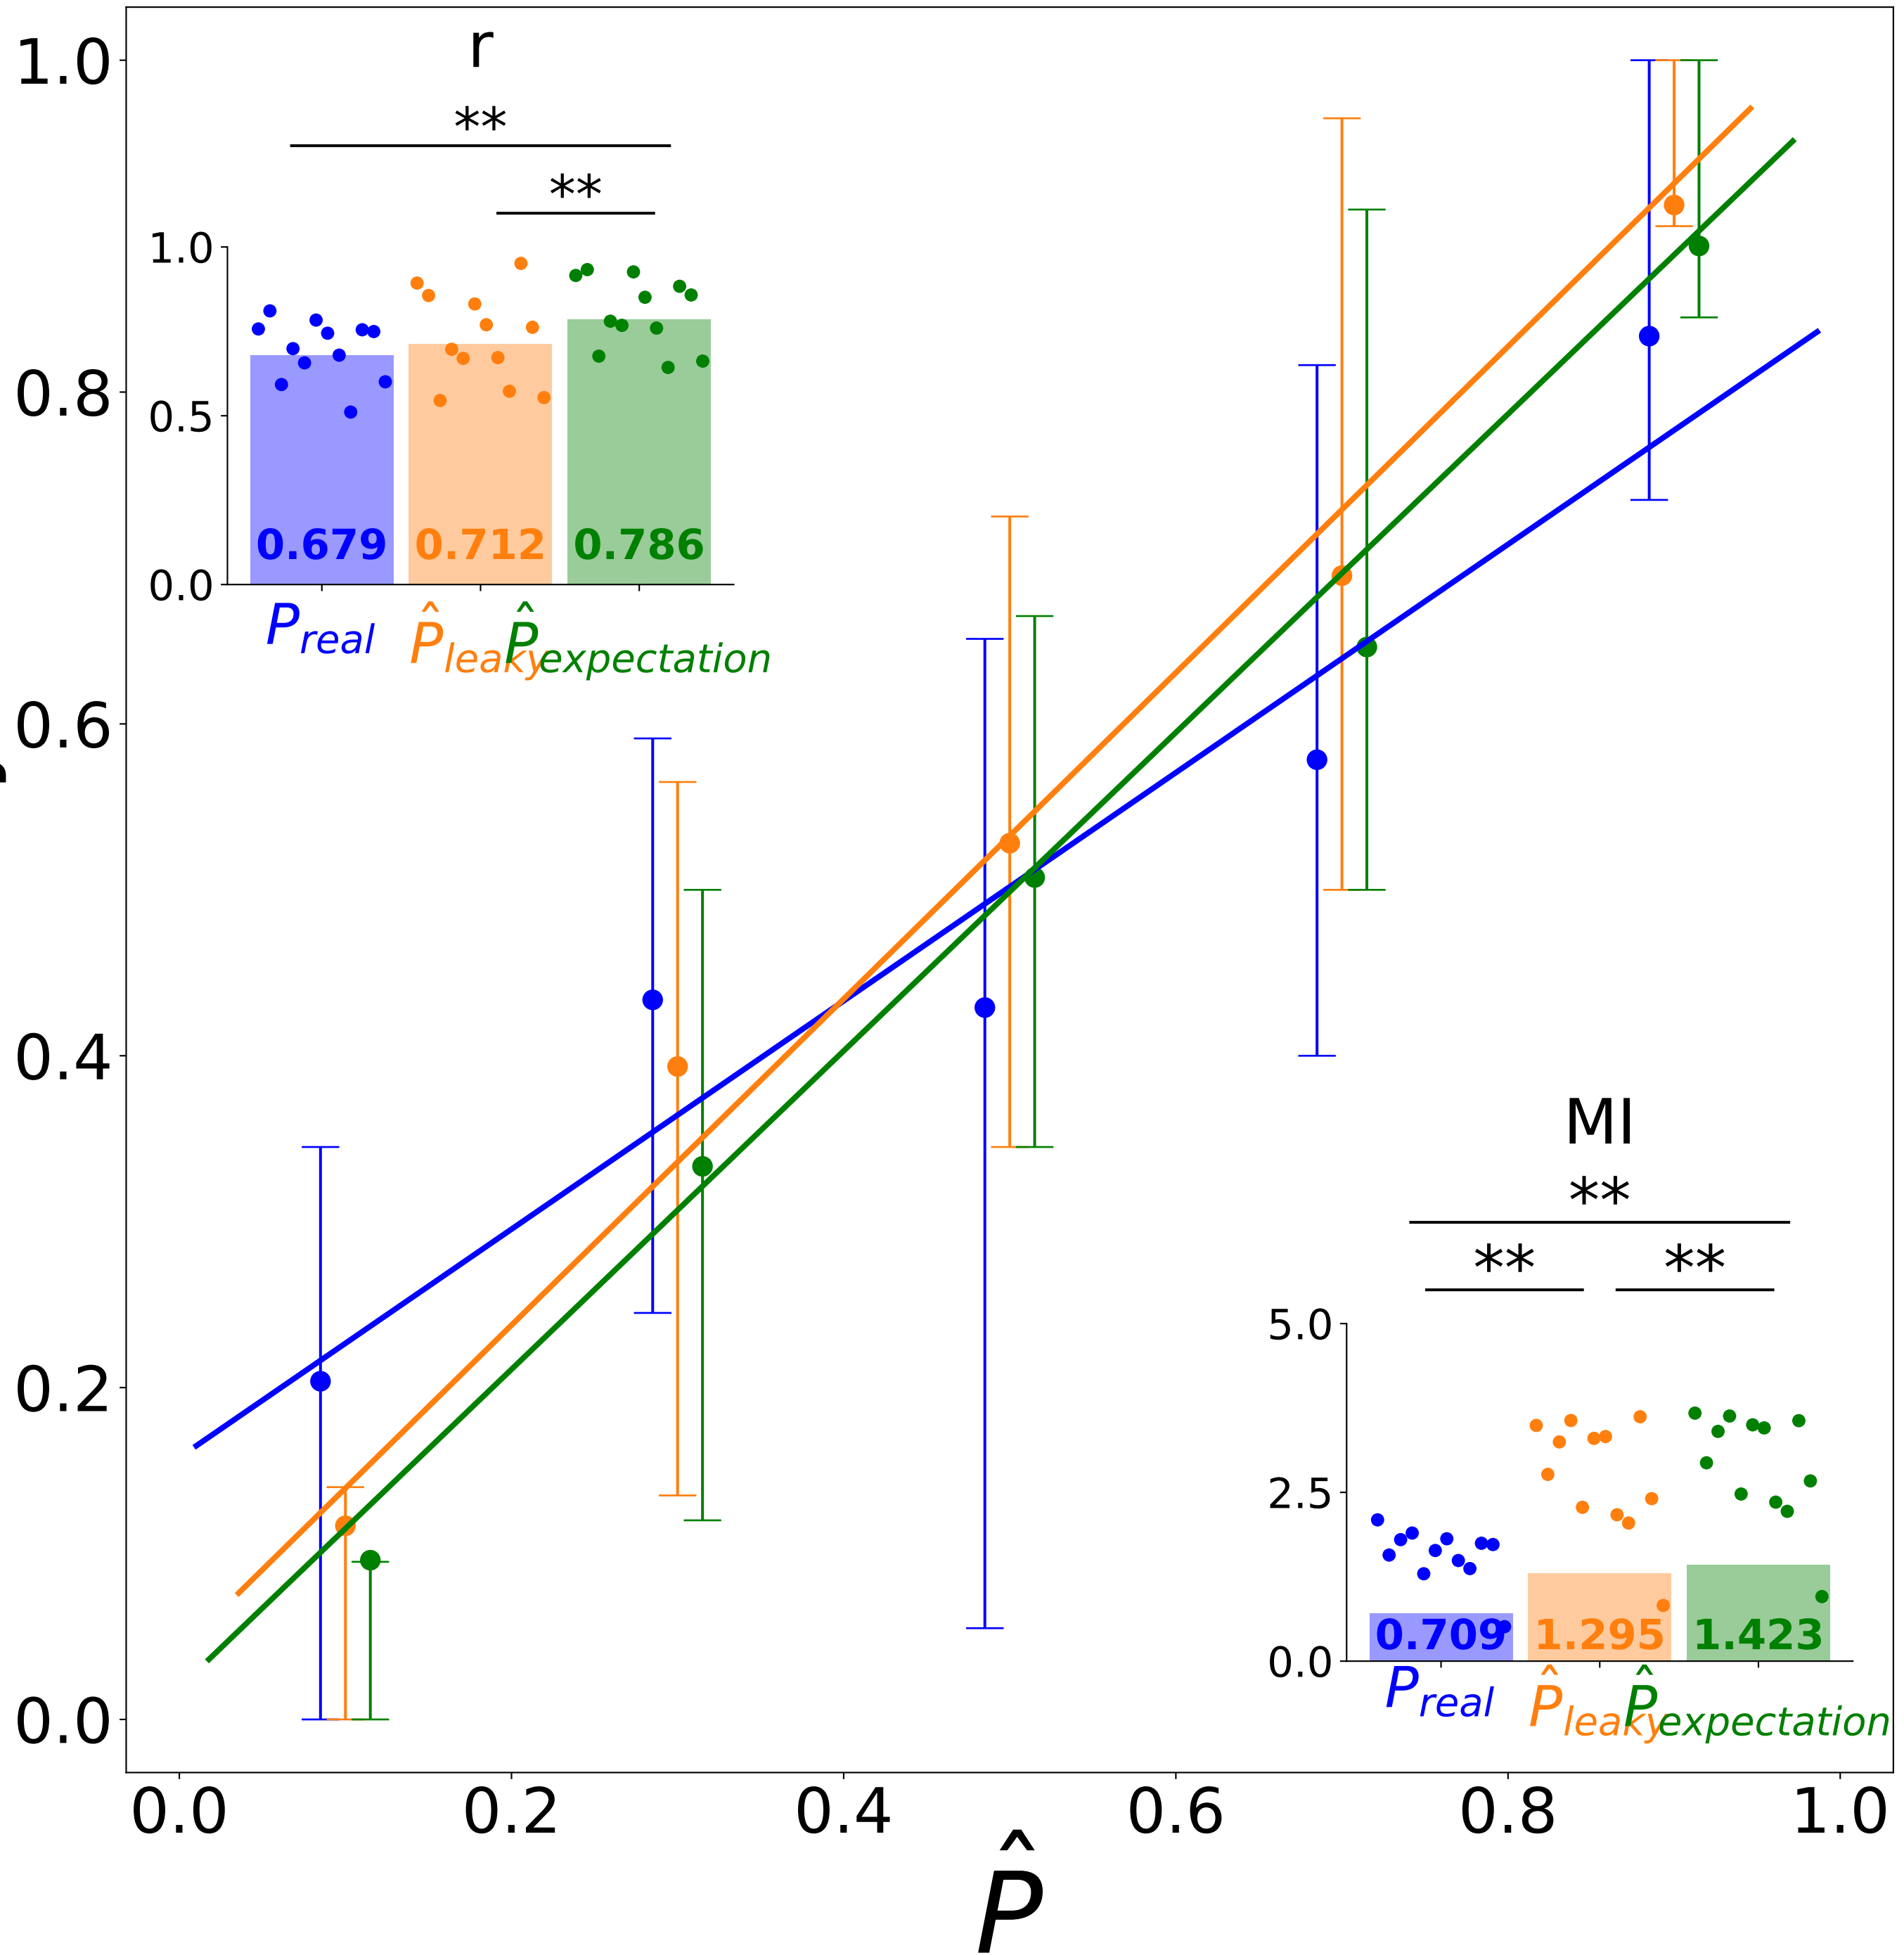 r
**
**
1.0
0.5
0.0
0.679 0.712 0.786
P_real P̂_leaky P̂_expectation
MI
**
** **
5.0
2.5
0.0
0.709 1.295 1.423
P_real P̂_leaky P̂_expectation
1.0
0.8
0.6
0.4
0.2
0.0
0.0 0.2 0.4 0.6 0.8 1.0
P̂